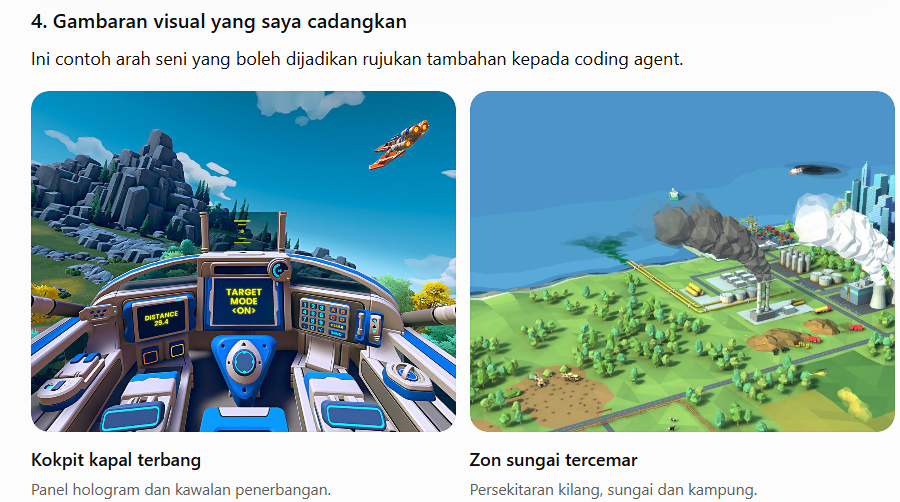 4. Gambaran visual yang saya cadangkan
Ini contoh arah seni yang boleh dijadikan rujukan tambahan kepada coding agent.
TARGET
MODE
<ON>
DISTANCE
29.4
Kokpit kapal terbang
Zon sungai tercemar
Panel hologram dan kawalan penerbangan.
Persekitaran kilang, sungai dan kampung.